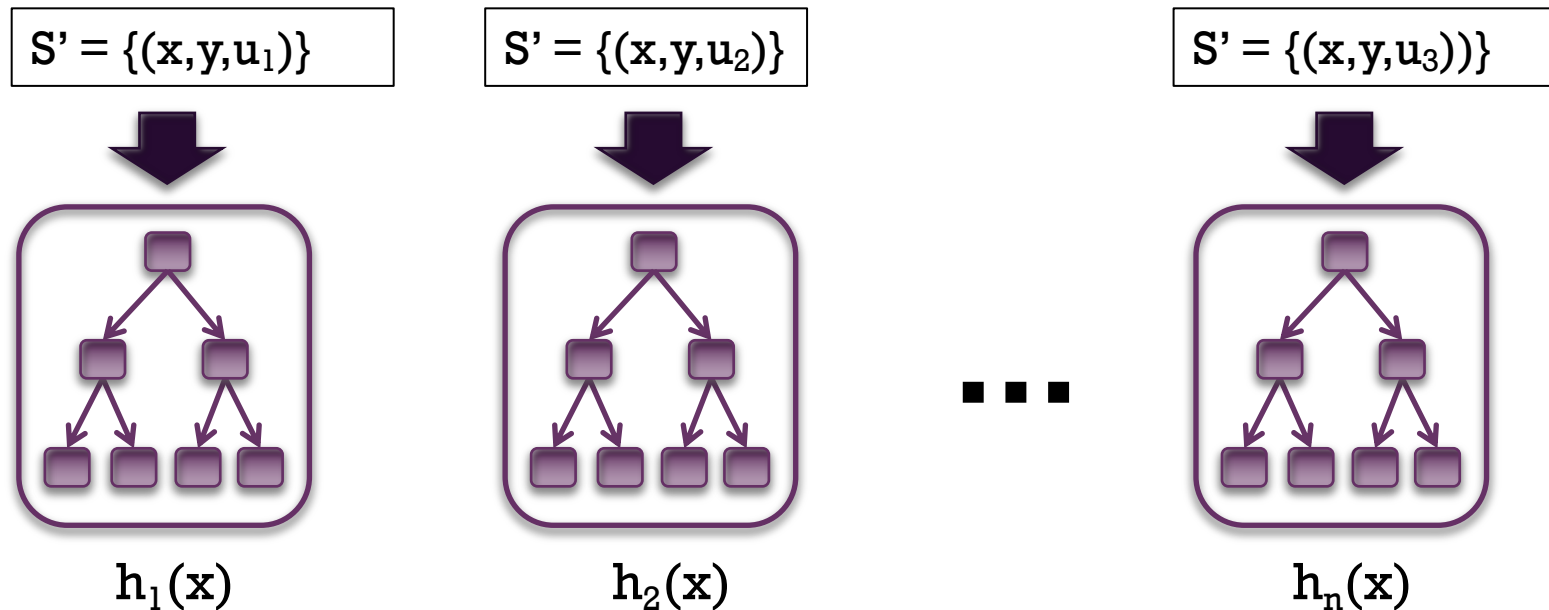 S’ = {(x,y,u₁)}
S’ = {(x,y,u₂)}
S’ = {(x,y,u₃))}
...
h₁(x)
h₂(x)
hₙ(x)